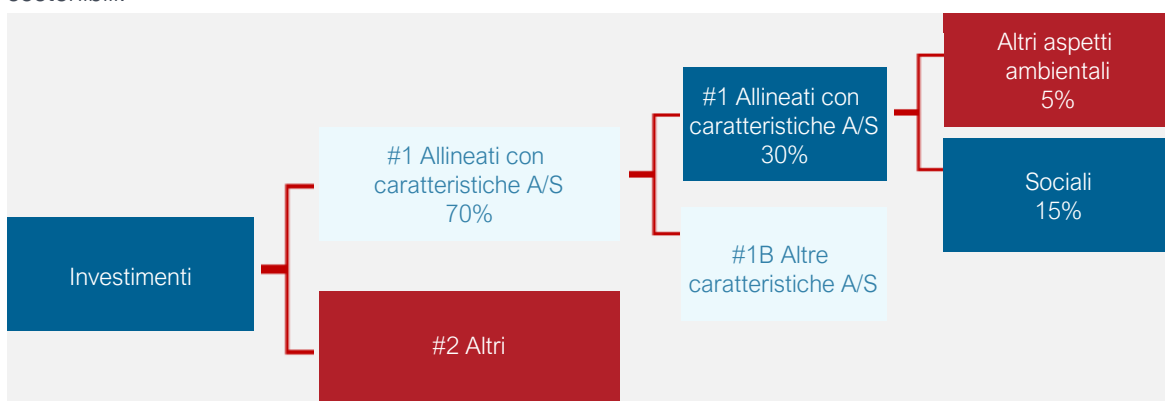 Investimenti
#1 Allineati con
caratteristiche A/S
70%
#2 Altri
#1 Allineati con
caratteristiche A/S
30%
#1B Altre
caratteristiche A/S
Altri aspetti
ambientali
5%
Sociali
15%